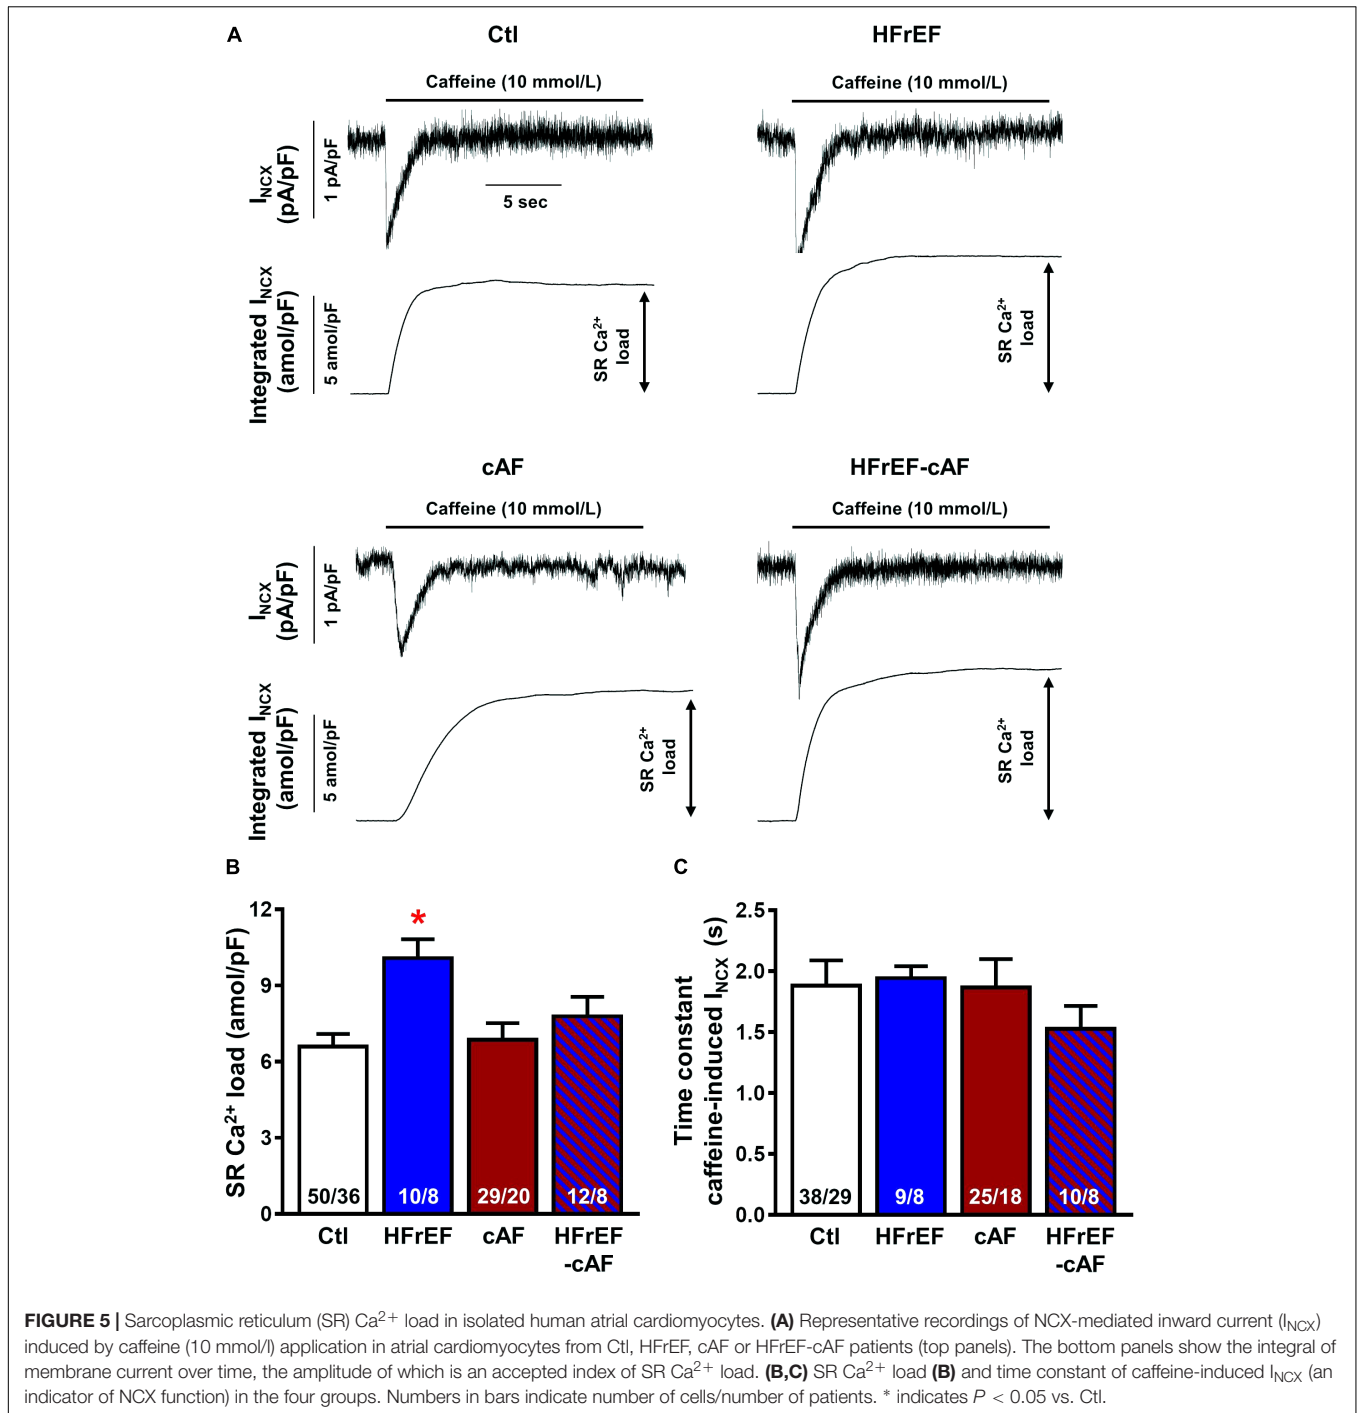 A
Ctl
HFrEF
Caffeine (10 mmol/L)
Caffeine (10 mmol/L)
I_NCX
(pA/pF)
1 pA/pF
5 sec
Integrated I_NCX
(amol/pF)
5 amol/pF
SR Ca²⁺
load
SR Ca²⁺
load
cAF
HFrEF-cAF
Caffeine (10 mmol/L)
Caffeine (10 mmol/L)
I_NCX
(pA/pF)
1 pA/pF
Integrated I_NCX
(amol/pF)
5 amol/pF
SR Ca²⁺
load
SR Ca²⁺
load
B
SR Ca²⁺ load (amol/pF)
12
9
6
3
0
*
50/36
10/8
29/20
12/8
Ctl
HFrEF
cAF
HFrEF
-cAF
C
Time constant
caffeine-induced I_NCX (s)
2.5
2.0
1.5
1.0
0.5
0.0
38/29
9/8
25/18
10/8
Ctl
HFrEF
cAF
HFrEF
-cAF
FIGURE 5 | Sarcoplasmic reticulum (SR) Ca²⁺ load in isolated human atrial cardiomyocytes. (A) Representative recordings of NCX-mediated inward current (I_NCX)
induced by caffeine (10 mmol/l) application in atrial cardiomyocytes from Ctl, HFrEF, cAF or HFrEF-cAF patients (top panels). The bottom panels show the integral of
membrane current over time, the amplitude of which is an accepted index of SR Ca²⁺ load. (B,C) SR Ca²⁺ load (B) and time constant of caffeine-induced I_NCX (an
indicator of NCX function) in the four groups. Numbers in bars indicate number of cells/number of patients. * indicates P < 0.05 vs. Ctl.